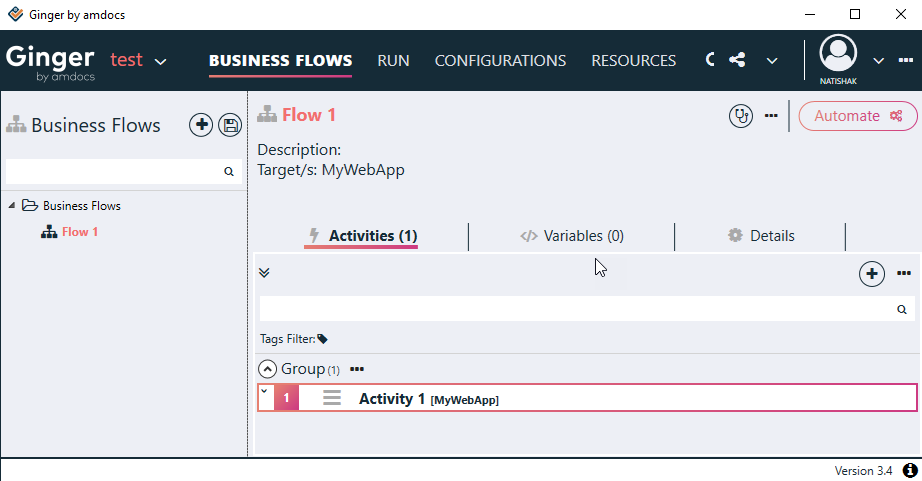 Ginger by amdocs
Ginger by amdocs test BUSINESS FLOWS RUN CONFIGURATIONS RESOURCES
NATISHAK
Business Flows
Business Flows
Flow 1
Flow 1
Automate
Description:
Target/s: MyWebApp
Activities (1) Variables (0) Details
Tags Filter:
Group (1)
1 Activity 1 [MyWebApp]
Version 3.4